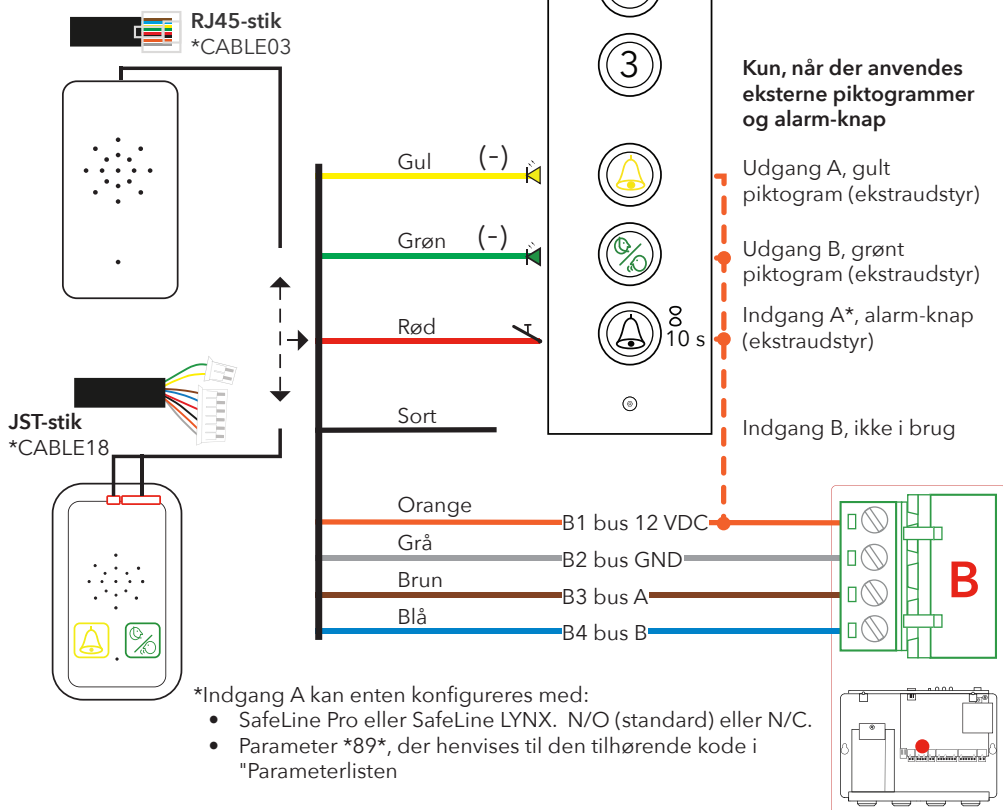 RJ45-stik
*CABLE03
3
Kun, når der anvendes
eksterne piktogrammer
og alarm-knap
Gul (-)
Udgang A, gult
piktogram (ekstraudstyr)
Grøn (-)
Udgang B, grønt
piktogram (ekstraudstyr)
Rød
10 s
Indgang A*, alarm-knap
(ekstraudstyr)
JST-stik
*CABLE18
Sort
Indgang B, ikke i brug
Orange
B1 bus 12 VDC
Grå
B2 bus GND
Brun
B3 bus A
Blå
B4 bus B
B
*Indgang A kan enten konfigureres med:
• SafeLine Pro eller SafeLine LYNX. N/O (standard) eller N/C.
• Parameter *89*, der henvises til den tilhørende kode i
"Parameterlisten